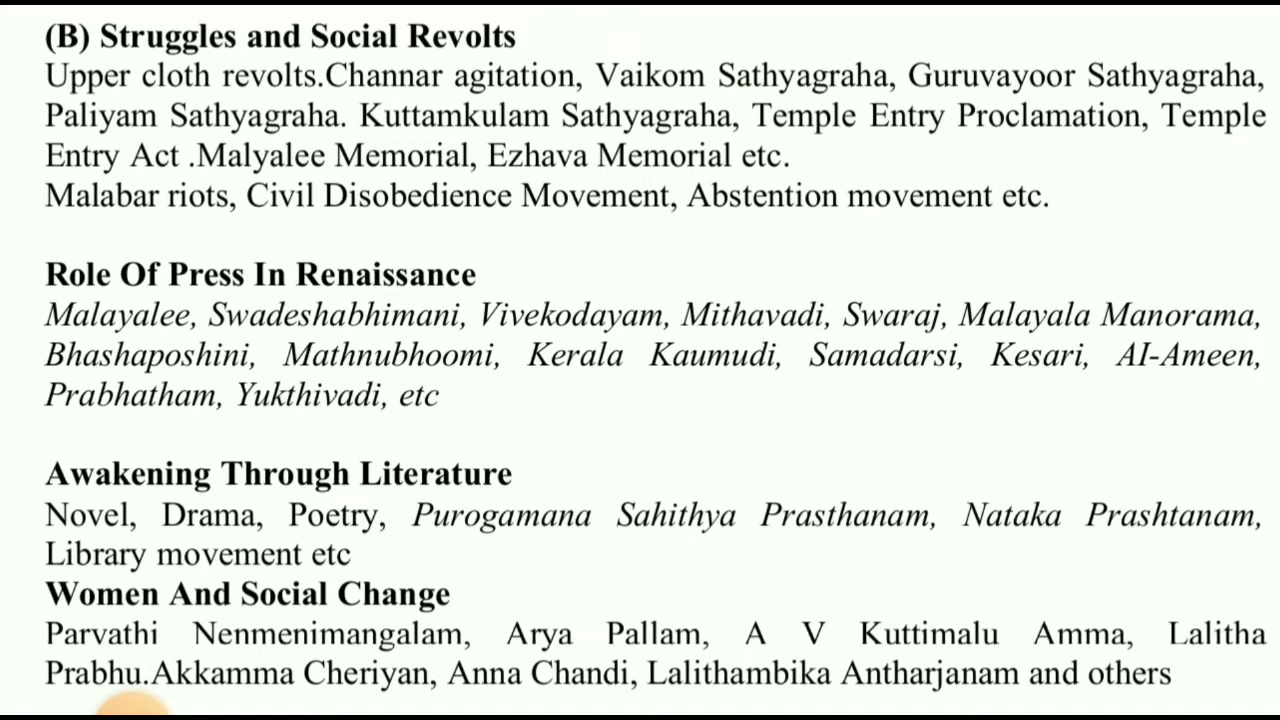 (B) Struggles and Social Revolts
Upper cloth revolts.Channar agitation, Vaikom Sathyagraha, Guruvayoor Sathyagraha,
Paliyam Sathyagraha. Kuttamkulam Sathyagraha, Temple Entry Proclamation, Temple
Entry Act .Malyalee Memorial, Ezhava Memorial etc.
Malabar riots, Civil Disobedience Movement, Abstention movement etc.
Role Of Press In Renaissance
Malayalee, Swadeshabhimani, Vivekodayam, Mithavadi, Swaraj, Malayala Manorama,
Bhashaposhini, Mathnubhoomi, Kerala Kaumudi, Samadarsi, Kesari, AI-Ameen,
Prabhatham, Yukthivadi, etc
Awakening Through Literature
Novel, Drama, Poetry, Purogamana Sahithya Prasthanam, Nataka Prashtanam,
Library movement etc
Women And Social Change
Parvathi Nenmenimangalam, Arya Pallam, A V Kuttimalu Amma, Lalitha
Prabhu.Akkamma Cheriyan, Anna Chandi, Lalithambika Antharjanam and others